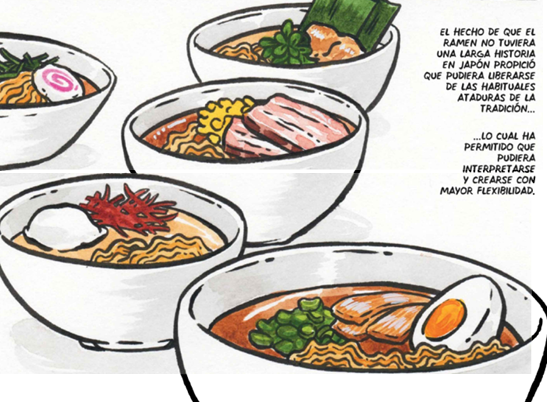 EL HECHO DE QUE EL
RAMEN NO TUVIERA
UNA LARGA HISTORIA
EN JAPÓN PROPICIÓ
QUE PUDIERA LIBERARSE
DE LAS HABITUALES
ATADURAS DE LA
TRADICIÓN...
...LO CUAL HA
PERMITIDO QUE
PUDIERA
INTERPRETARSE
Y CREARSE CON
MAYOR FLEXIBILIDAD.